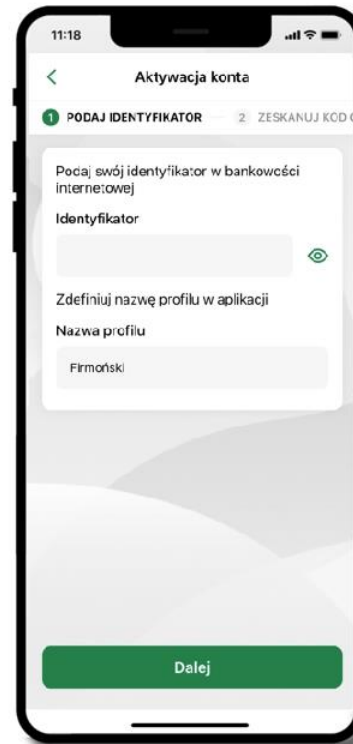 11:18
Aktywacja konta
1 PODAJ IDENTYFIKATOR 2 ZESKANUJ KOD
Podaj swój identyfikator w bankowości
internetowej
Identyfikator
Zdefiniuj nazwę profilu w aplikacji
Nazwa profilu
Firmoński
Dalej